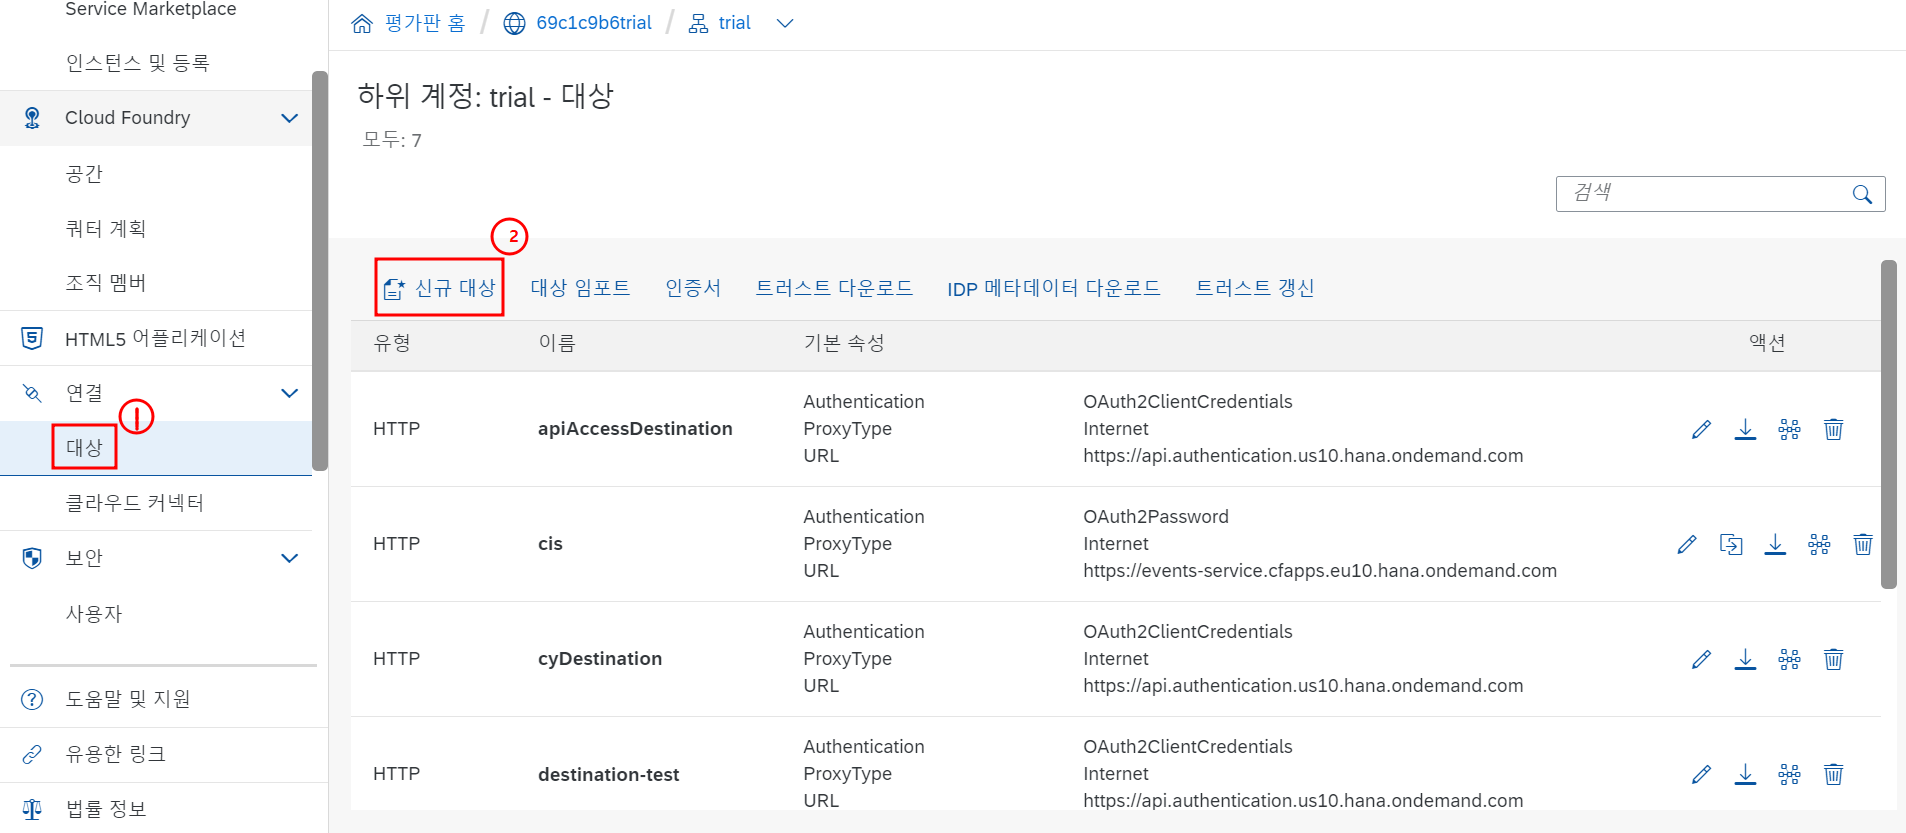 Service Marketplace
인스턴스 및 등록
Cloud Foundry
공간
쿼터 계획
조직 멤버
HTML5 어플리케이션
연결
1
대상
클라우드 커넥터
보안
사용자
도움말 및 지원
유용한 링크
법률 정보
평가판 홈 / 69c1c9b6trial / trial
하위 계정: trial - 대상
모두: 7
검색
2
신규 대상 대상 임포트 인증서 트러스트 다운로드 IDP 메타데이터 다운로드 트러스트 갱신
유형 이름 기본 속성 액션
Authentication OAuth2ClientCredentials
HTTP apiAccessDestination ProxyType Internet
URL https://api.authentication.us10.hana.ondemand.com
Authentication OAuth2Password
HTTP cis ProxyType Internet
URL https://events-service.cfapps.eu10.hana.ondemand.com
Authentication OAuth2ClientCredentials
HTTP cyDestination ProxyType Internet
URL https://api.authentication.us10.hana.ondemand.com
Authentication OAuth2ClientCredentials
HTTP destination-test ProxyType Internet
URL https://api.authentication.us10.hana.ondemand.com